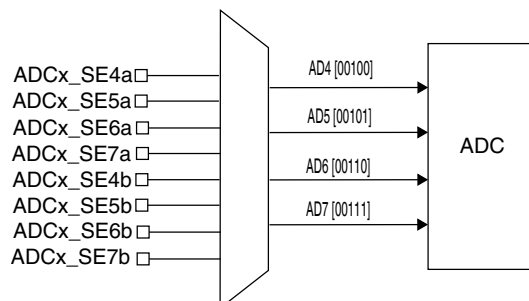 ADCx_SE4a
ADCx_SE5a
ADCx_SE6a
ADCx_SE7a
ADCx_SE4b
ADCx_SE5b
ADCx_SE6b
ADCx_SE7b
AD4 [00100]
AD5 [00101]
AD6 [00110]
AD7 [00111]
ADC